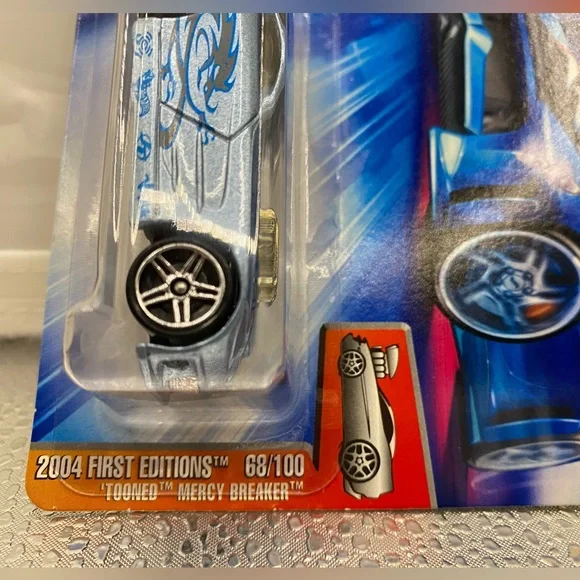 2004 FIRST EDITIONS™ 68/100
'TOONED™ MERCY BREAKER™